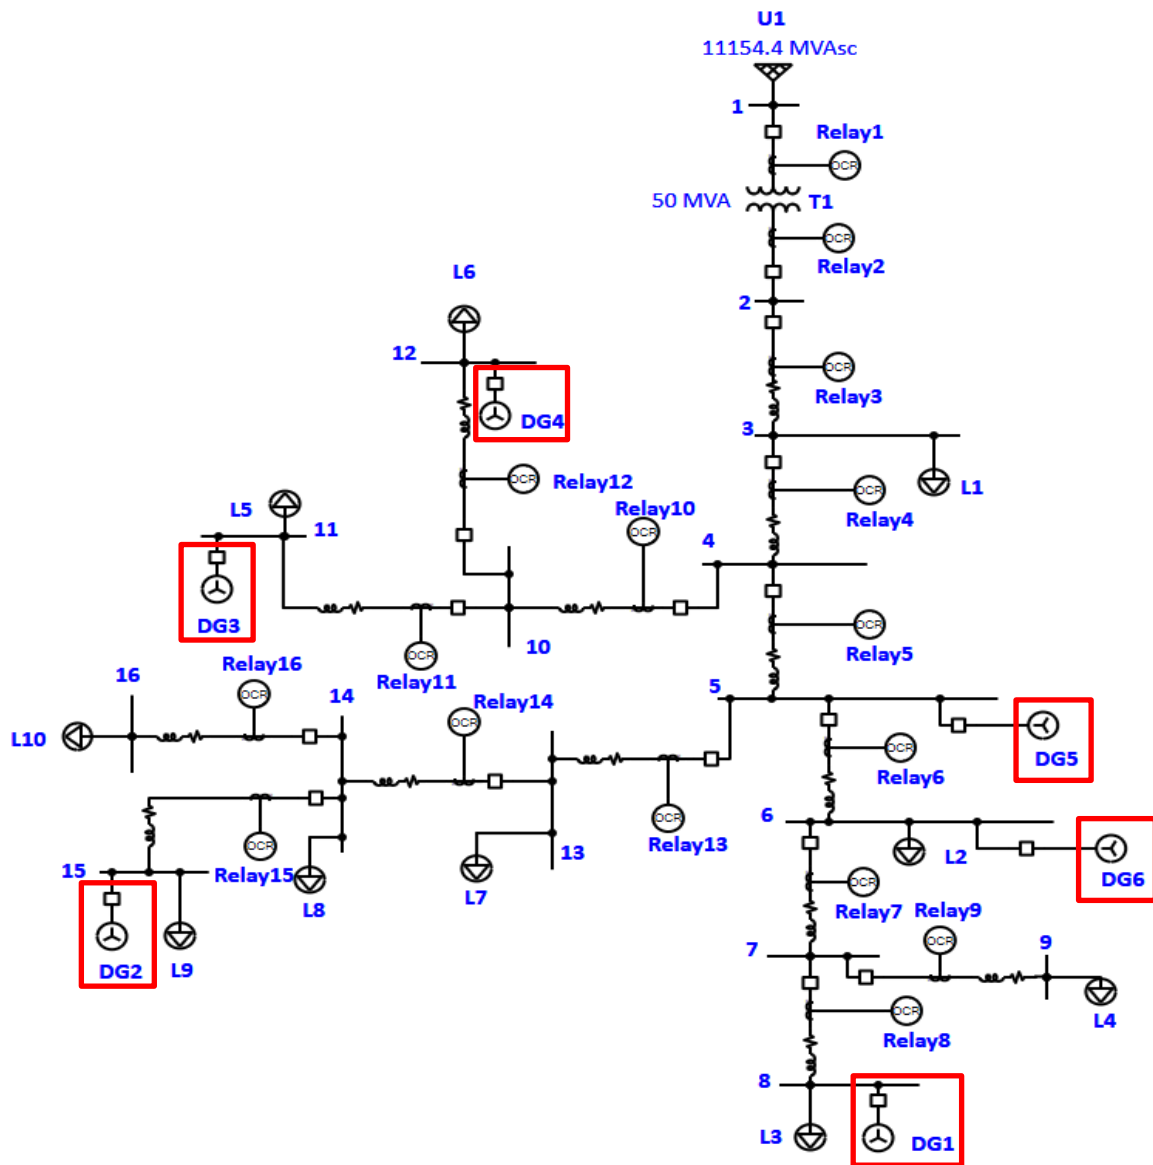 U1
11154.4 MVAsc
1
Relay1
OCR
50 MVA
T1
OCR
Relay2
L6
2
12
OCR
Relay3
DG4
3
OCR
Relay12
OCR
L1
L5
Relay10
Relay4
11
OCR
4
DG3
OCR
10
OCR
Relay5
Relay16
Relay11
16
14
Relay14
5
OCR
OCR
L10
OCR
DG5
Relay6
6
OCR
Relay13
13
L2
15
OCR
Relay15
DG6
L8
L7
OCR
Relay7
Relay9
OCR
7
9
DG2
L9
OCR
L4
Relay8
8
L3
DG1